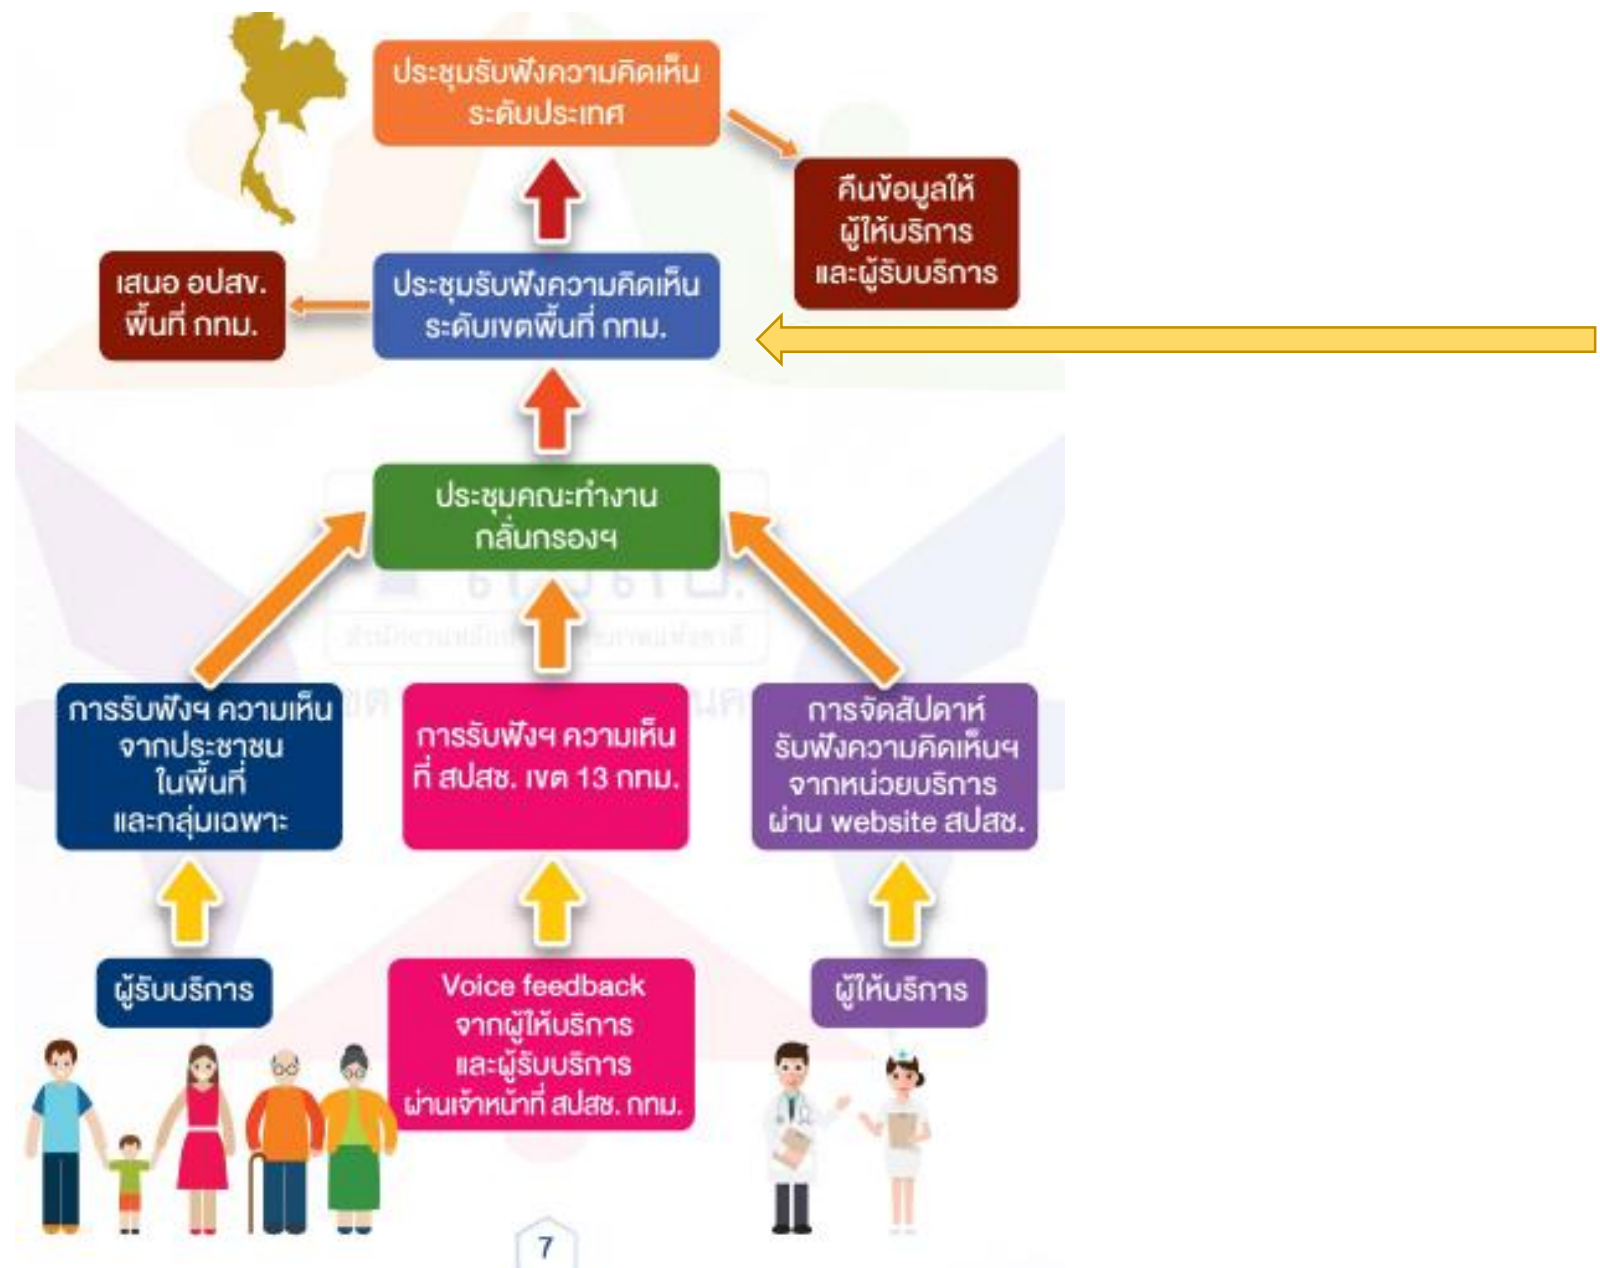 ประชุมรับฟังความคิดเห็น
ระดับประเทศ
คืนข้อมูลให้
ผู้ให้บริการ
และผู้รับบริการ
เสนอ อปสข.
พื้นที่ กทม.
ประชุมรับฟังความคิดเห็น
ระดับเขตพื้นที่ กทม.
ประชุมคณะทำงาน
กลั่นกรองฯ
การรับฟังฯ ความเห็น
จากประชาชน
ในพื้นที่
และกลุ่มเฉพาะ
การรับฟังฯ ความเห็น
ที่ สปสช. เขต 13 กทม.
การจัดสัปดาห์
รับฟังความคิดเห็นฯ
จากหน่วยบริการ
ผ่าน website สปสช.
ผู้รับบริการ
Voice feedback
จากผู้ให้บริการ
และผู้รับบริการ
ผ่านเจ้าหน้าที่ สปสช. กทม.
ผู้ให้บริการ
7